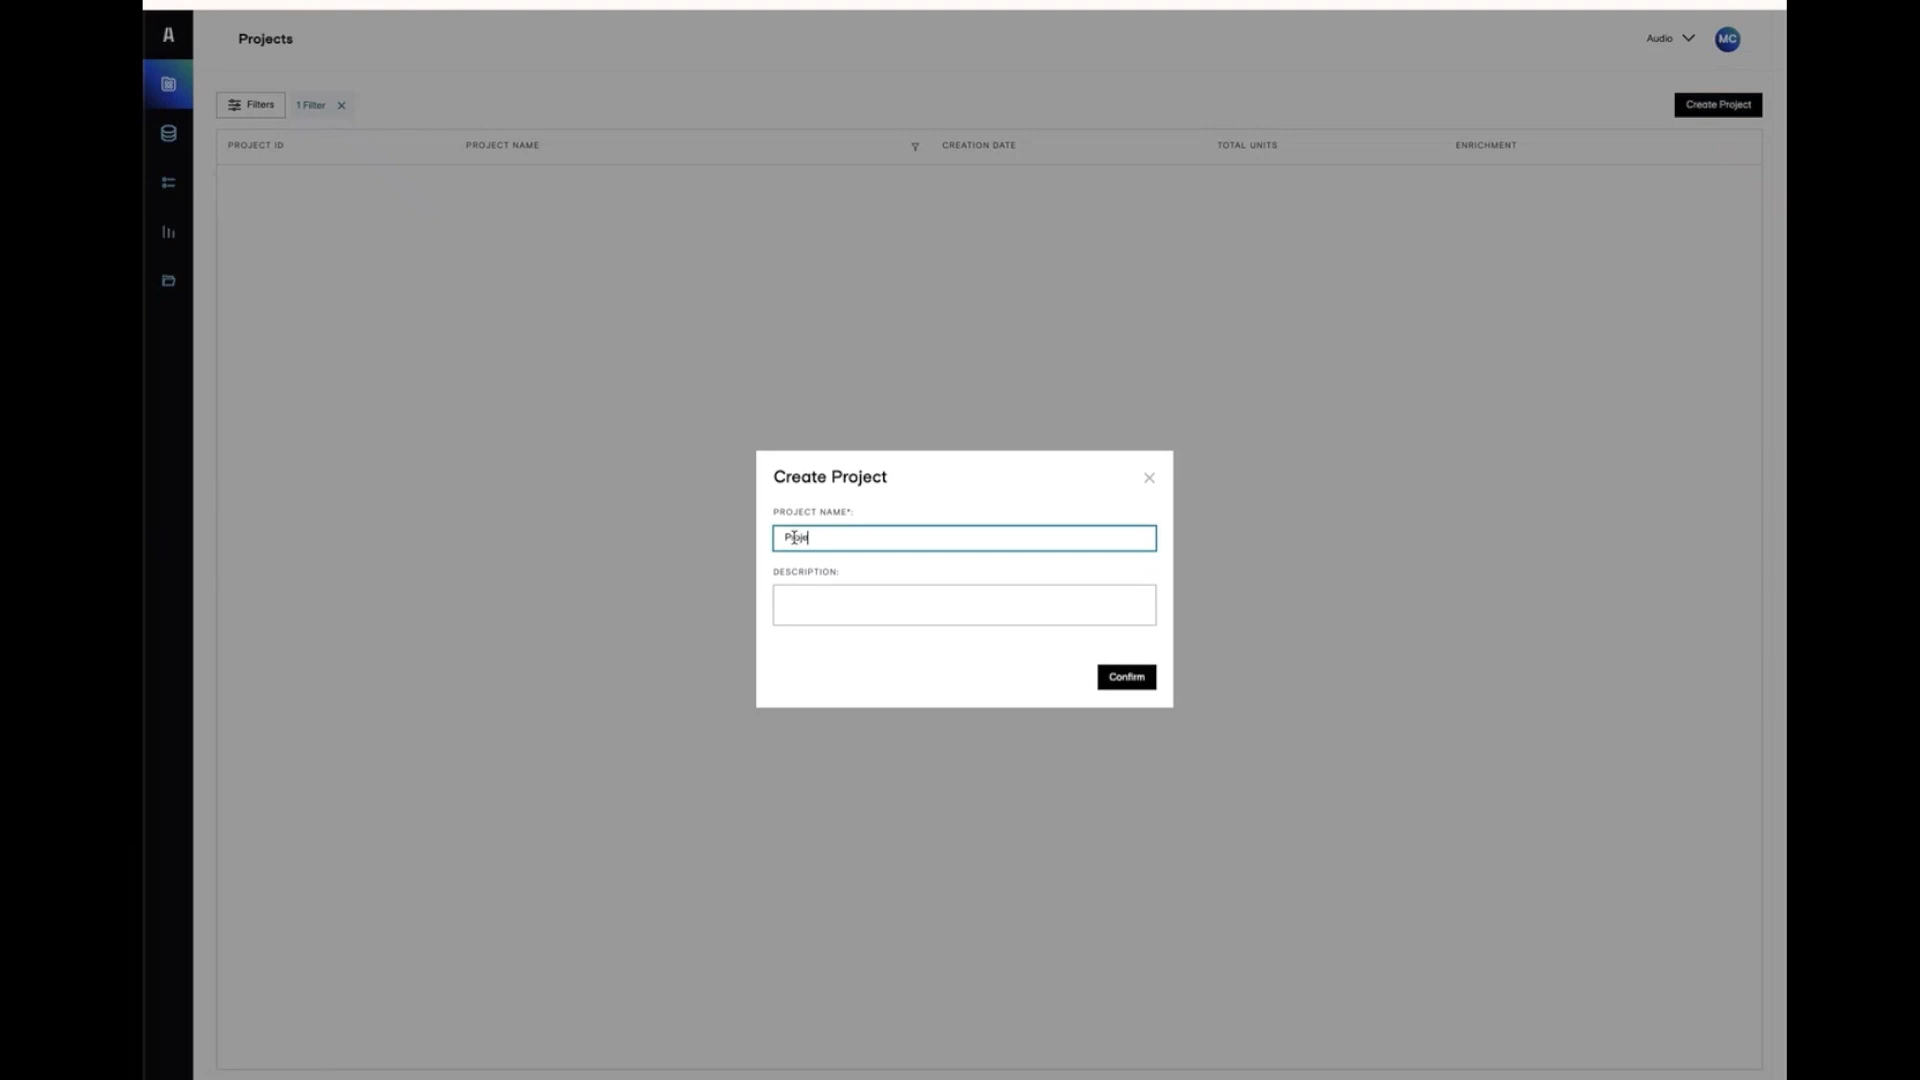 A
Projects
Audio
MC
Filters
1 Filter
Create Project
PROJECT ID
PROJECT NAME
CREATION DATE
TOTAL UNITS
ENRICHMENT
Create Project
PROJECT NAME*:
Proje
DESCRIPTION:
Confirm